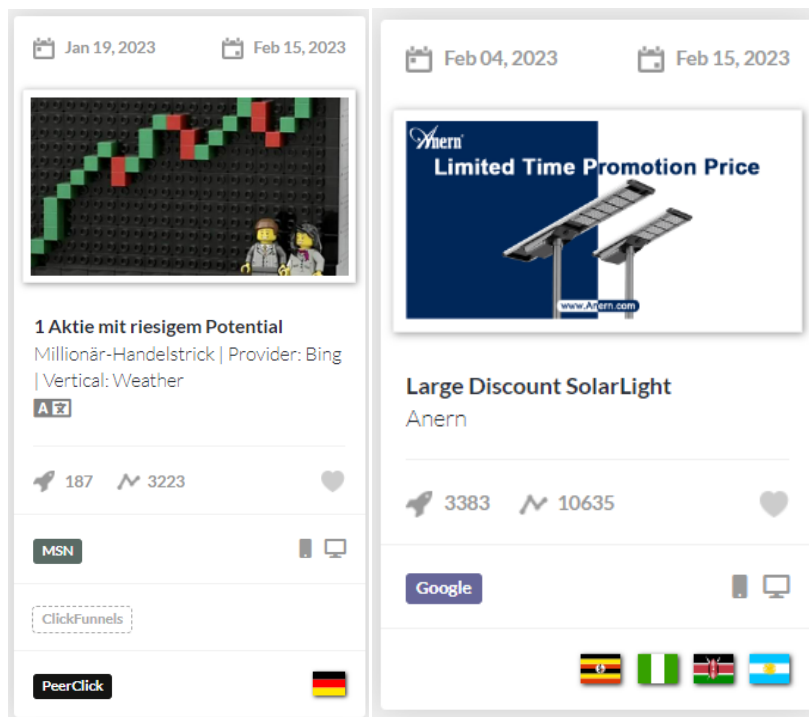 Jan 19, 2023
Feb 15, 2023
1 Aktie mit riesigem Potential
Millionär-Handelstrick | Provider: Bing
| Vertical: Weather
A 文
187
3223
MSN
ClickFunnels
PeerClick
Feb 04, 2023
Feb 15, 2023
Anern
Limited Time Promotion Price
www.Anern.com
Large Discount SolarLight
Anern
3383
10635
Google